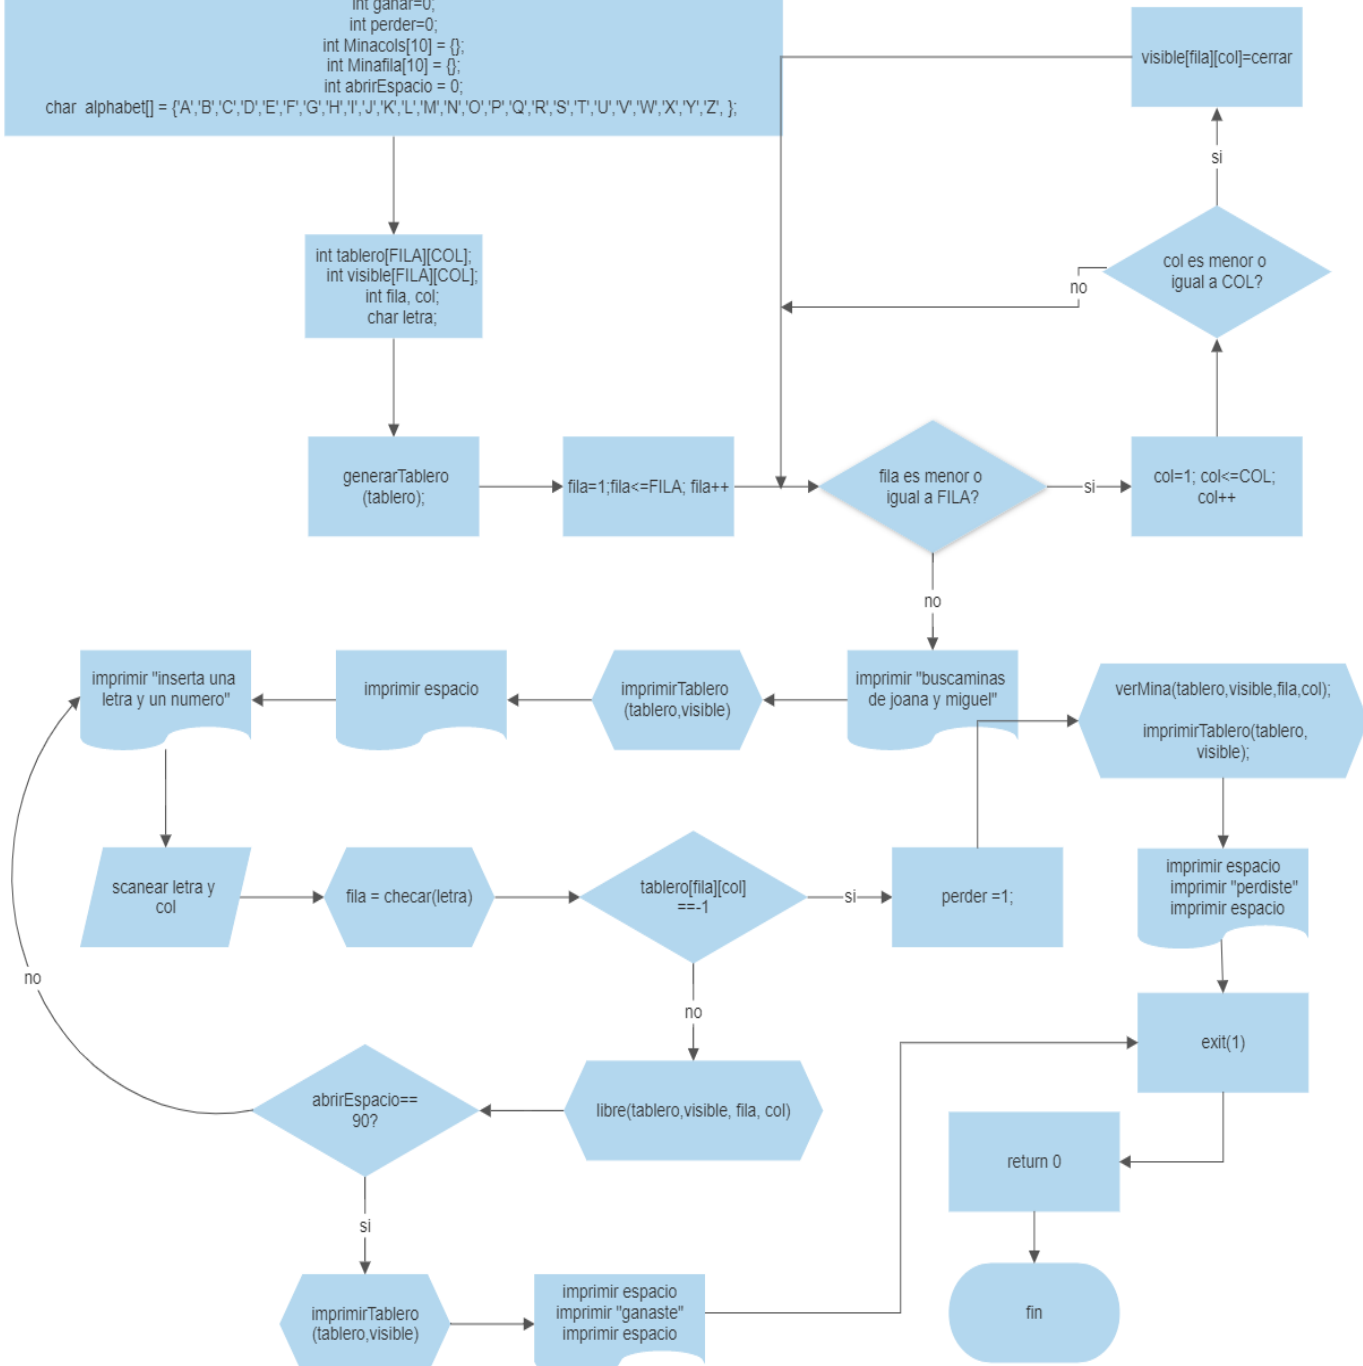 int ganar=0;
int perder=0;
int Minacols[10] = {};
int Minafila[10] = {};
int abrirEspacio = 0;
char  alphabet[] = {'A','B','C','D','E','F','G','H','I','J','K','L','M','N','O','P','Q','R','S','T','U','V','W','X','Y','Z', };
visible[fila][col]=cerrar
si
col es menor o
igual a COL?
no
int tablero[FILA][COL];
int visible[FILA][COL];
int fila, col;
char letra;
generarTablero
(tablero);
fila=1;fila<=FILA; fila++
fila es menor o
igual a FILA?
si
col=1; col<=COL;
col++
no
imprimir "inserta una
letra y un numero"
imprimir espacio
imprimirTablero
(tablero,visible)
imprimir "buscaminas
de joana y miguel"
verMina(tablero,visible,fila,col);
imprimirTablero(tablero,
visible);
scanear letra y
col
fila = checar(letra)
tablero[fila][col]
==-1
si
perder =1;
imprimir espacio
imprimir "perdiste"
imprimir espacio
no
no
exit(1)
abrirEspacio==
90?
libre(tablero,visible, fila, col)
return 0
si
imprimirTablero
(tablero,visible)
imprimir espacio
imprimir "ganaste"
imprimir espacio
fin